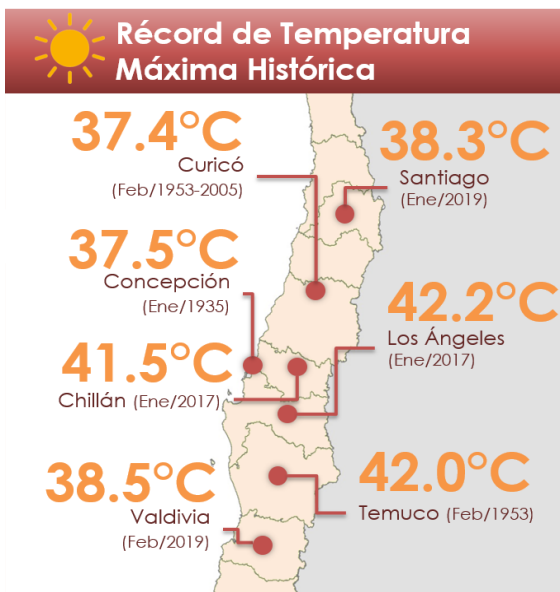 Récord de Temperatura
Máxima Histórica
37.4°C
Curicó
(Feb/1953-2005)
38.3°C
Santiago
(Ene/2019)
37.5°C
Concepción
(Ene/1935)
42.2°C
Los Ángeles
(Ene/2017)
41.5°C
Chillán (Ene/2017)
38.5°C
Valdivia
(Feb/2019)
42.0°C
Temuco (Feb/1953)